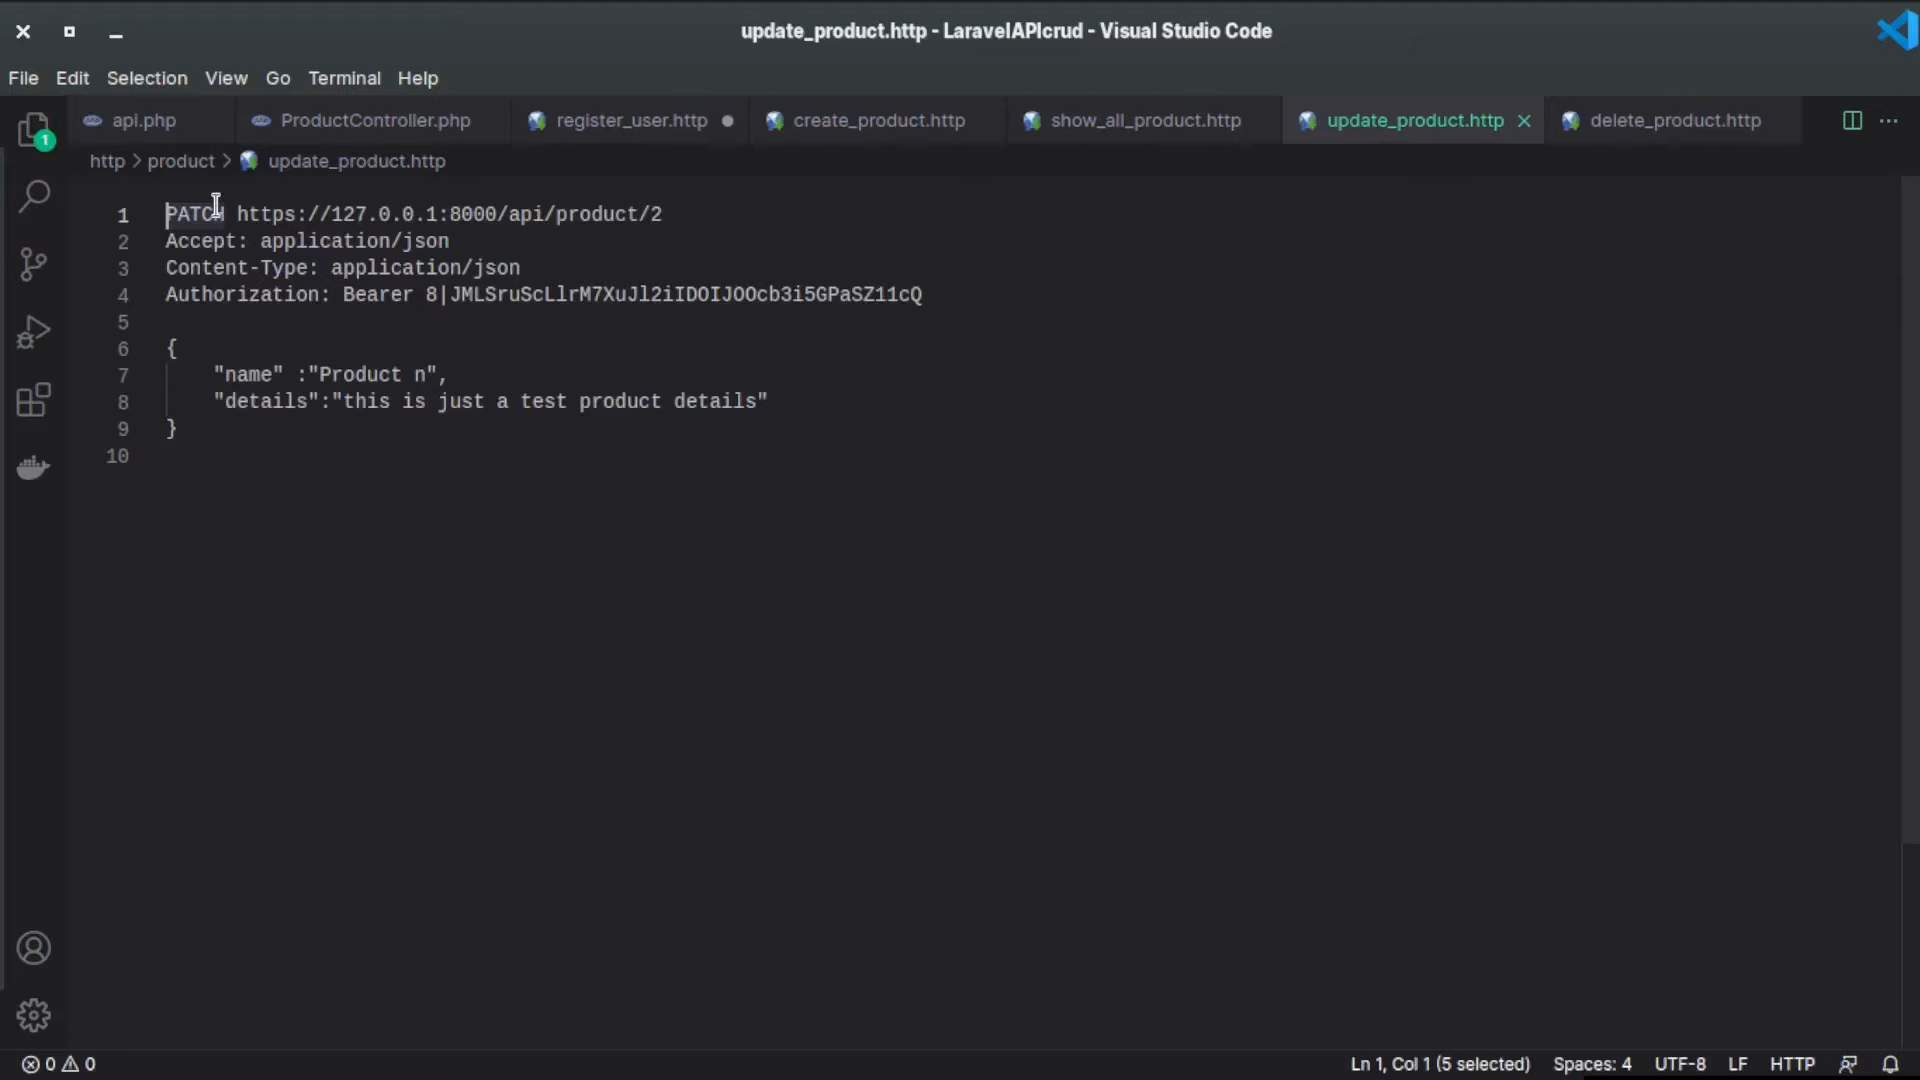 update_product.http - LaravelAPIcrud - Visual Studio Code
File Edit Selection View Go Terminal Help
1 api.php ProductController.php register_user.http create_product.http show_all_product.http update_product.http delete_product.http
http > product > update_product.http
1 PATCH https://127.0.0.1:8000/api/product/2
2 Accept: application/json
3 Content-Type: application/json
4 Authorization: Bearer 8|JMLSruScLlrM7XuJl2iIDOIJOOcb3i5GPaSZ11cQ
5
6 {
7 "name" :"Product n",
8 "details":"this is just a test product details"
9 }
10
0 0 Ln 1, Col 1 (5 selected) Spaces: 4 UTF-8 LF HTTP